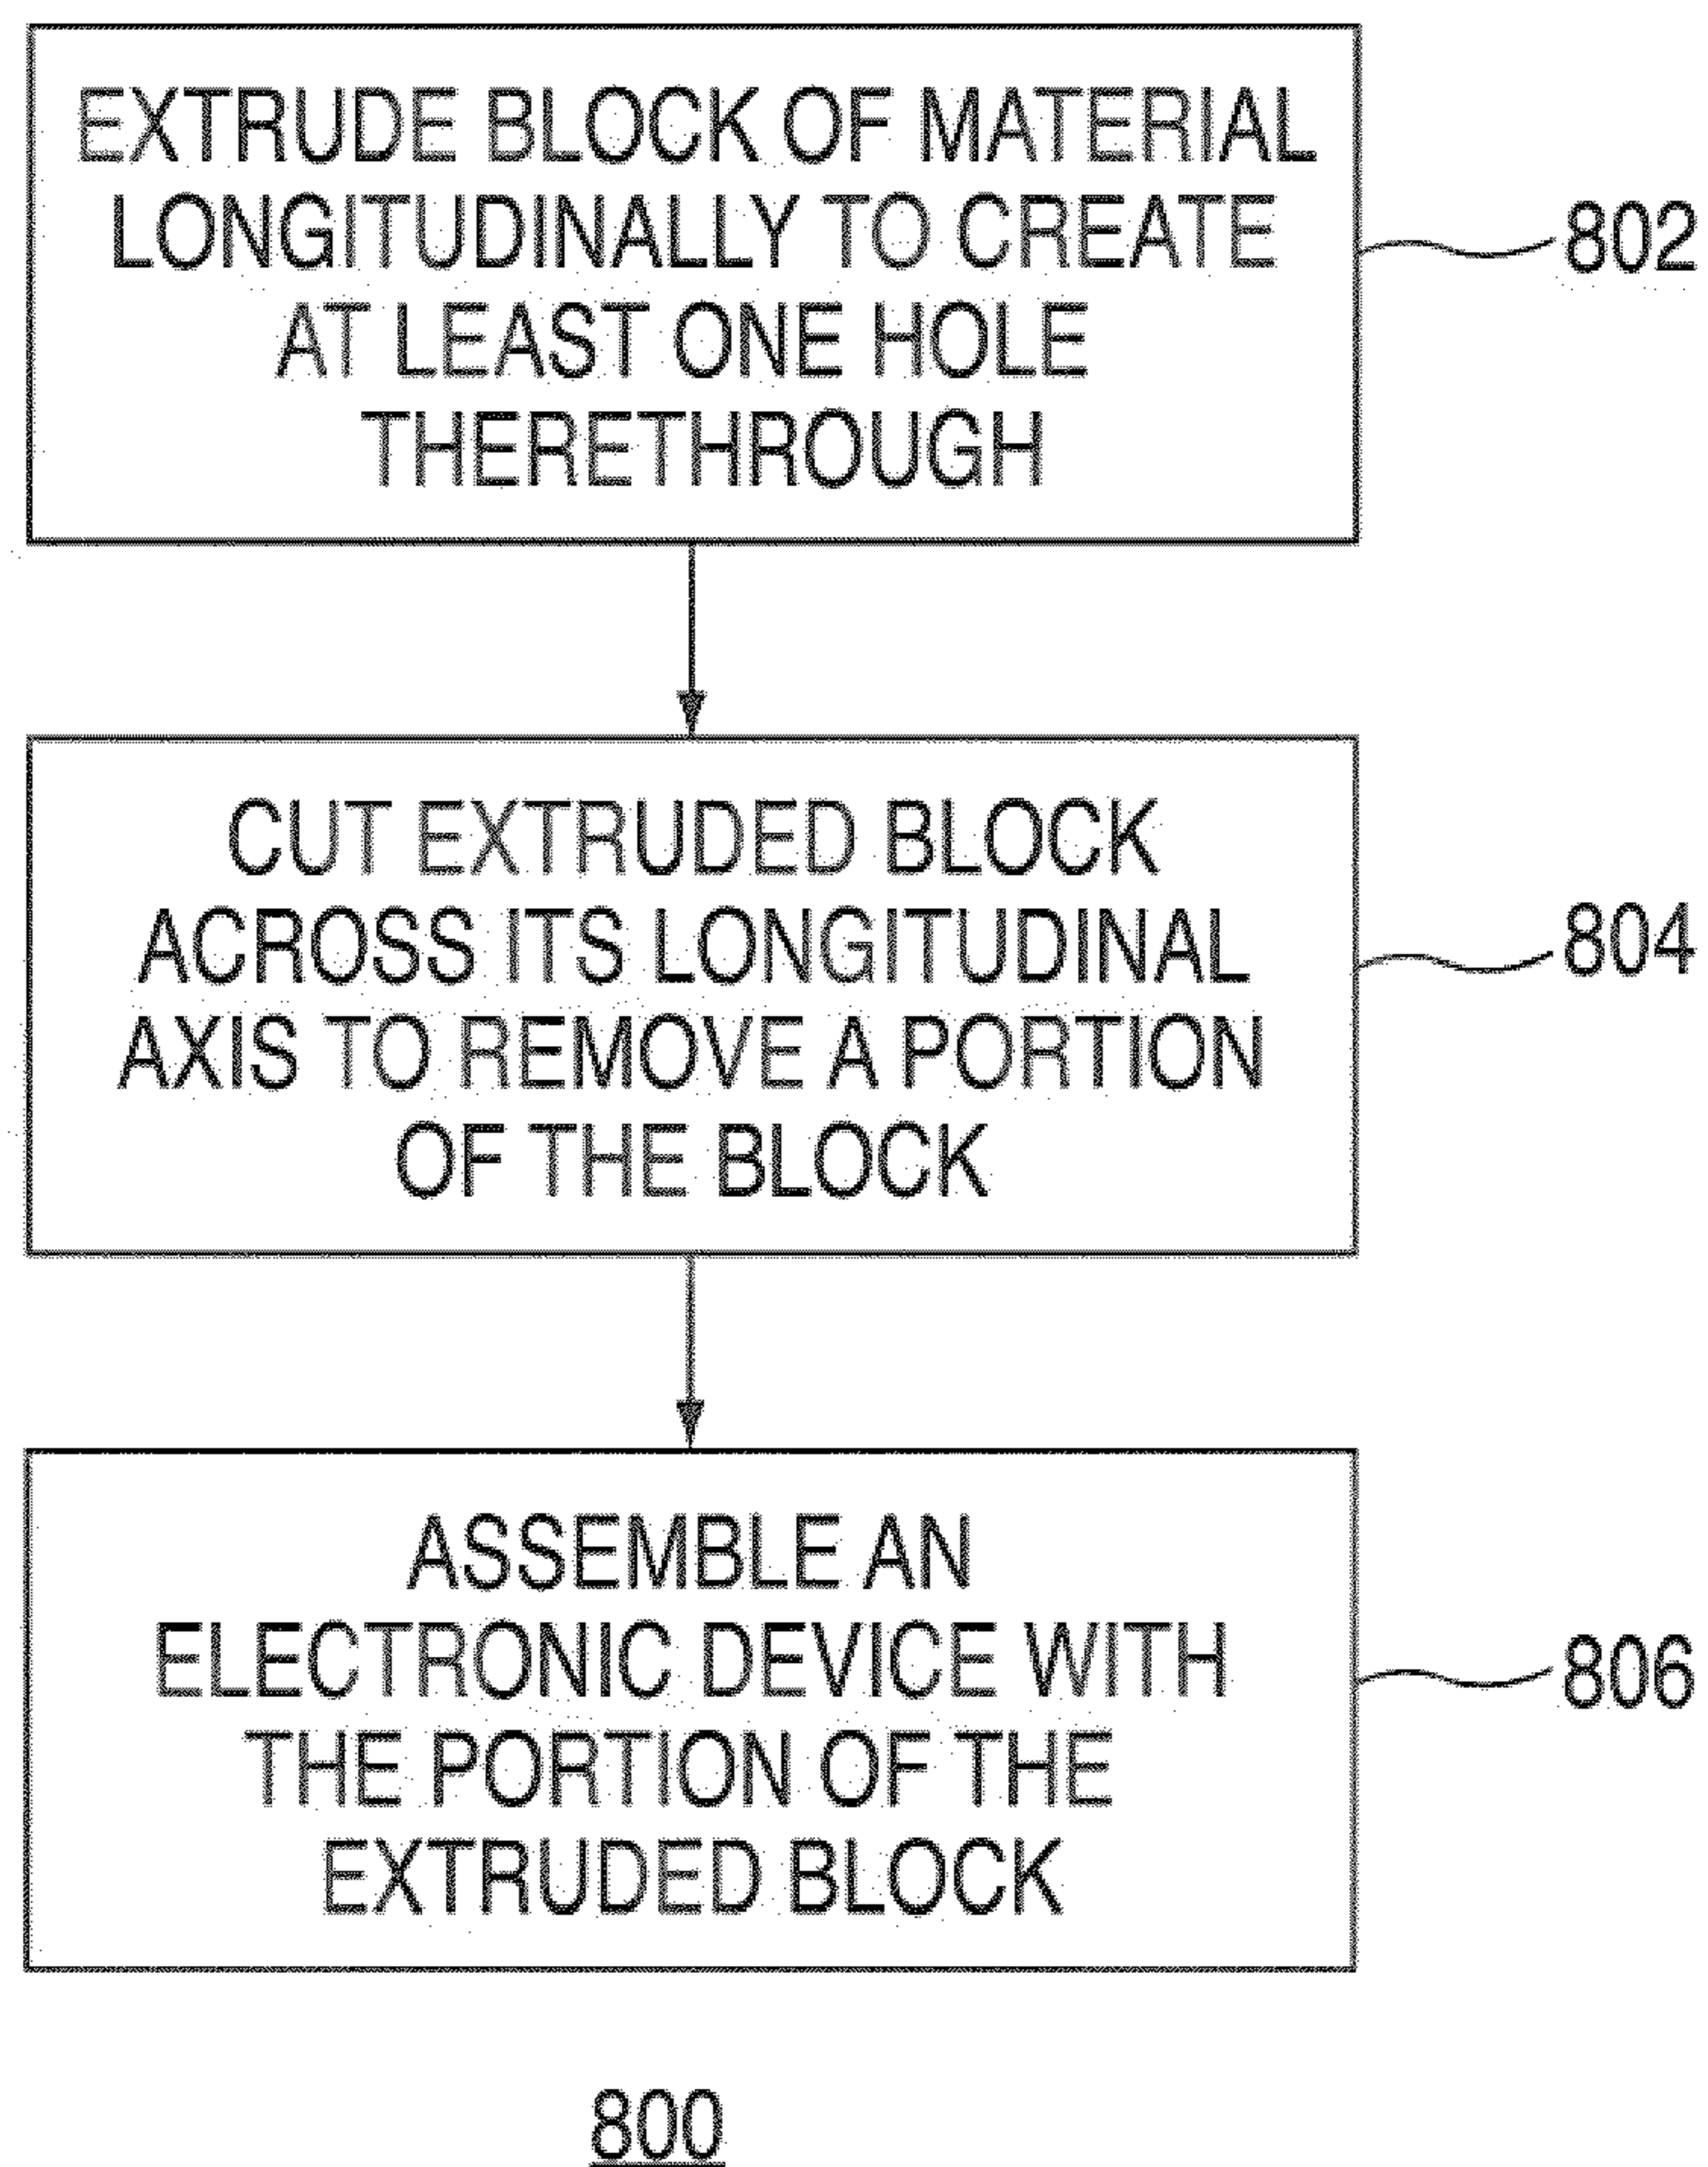 EXTRUDE BLOCK OF MATERIAL
LONGITUDINALLY TO CREATE
AT LEAST ONE HOLE
THERETHROUGH
802
CUT EXTRUDED BLOCK
ACROSS ITS LONGITUDINAL
AXIS TO REMOVE A PORTION
OF THE BLOCK
804
ASSEMBLE AN
ELECTRONIC DEVICE WITH
THE PORTION OF THE
EXTRUDED BLOCK
806
800